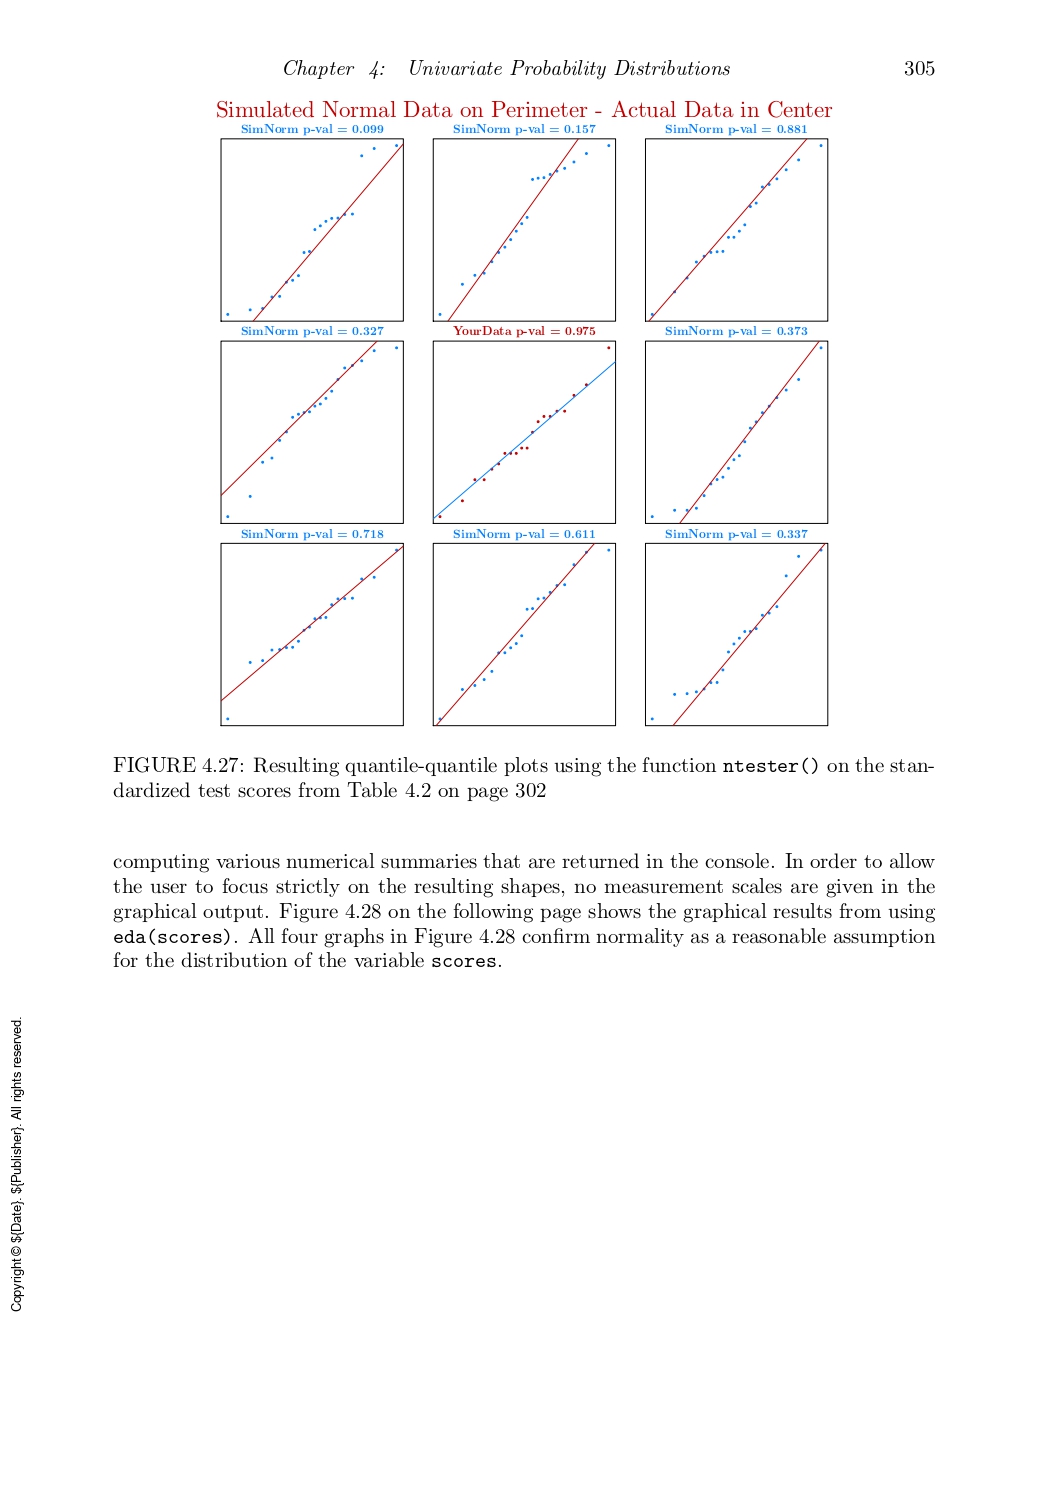 Chapter 4: Univariate Probability Distributions 305
Simulated Normal Data on Perimeter - Actual Data in Center
SimNorm p-val = 0.099 SimNorm p-val = 0.157 SimNorm p-val = 0.881
SimNorm p-val = 0.327 YourData p-val = 0.975 SimNorm p-val = 0.373
SimNorm p-val = 0.718 SimNorm p-val = 0.611 SimNorm p-val = 0.337
FIGURE 4.27: Resulting quantile-quantile plots using the function ntester() on the stan-
dardized test scores from Table 4.2 on page 302
computing various numerical summaries that are returned in the console. In order to allow
the user to focus strictly on the resulting shapes, no measurement scales are given in the
graphical output. Figure 4.28 on the following page shows the graphical results from using
eda(scores). All four graphs in Figure 4.28 confirm normality as a reasonable assumption
for the distribution of the variable scores.
Copyright © ${Date}. ${Publisher}. All rights reserved.